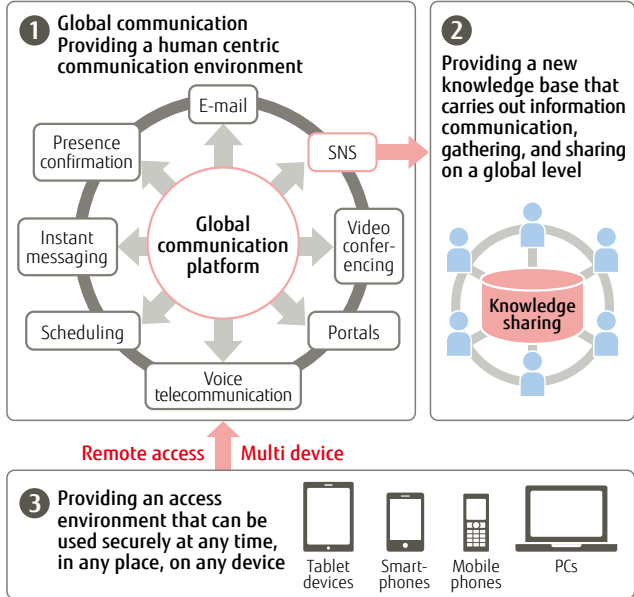 1 Global communication
Providing a human centric
communication environment
E-mail
Presence
confirmation
SNS
Instant
messaging
Global
communication
platform
Video
confer-
encing
Scheduling
Portals
Voice
telecommunication
2
Providing a new
knowledge base that
carries out information
communication,
gathering, and sharing
on a global level
Knowledge
sharing
Remote access
Multi device
3 Providing an access
environment that can be
used securely at any time,
in any place, on any device
Tablet
devices
Smart-
phones
Mobile
phones
PCs